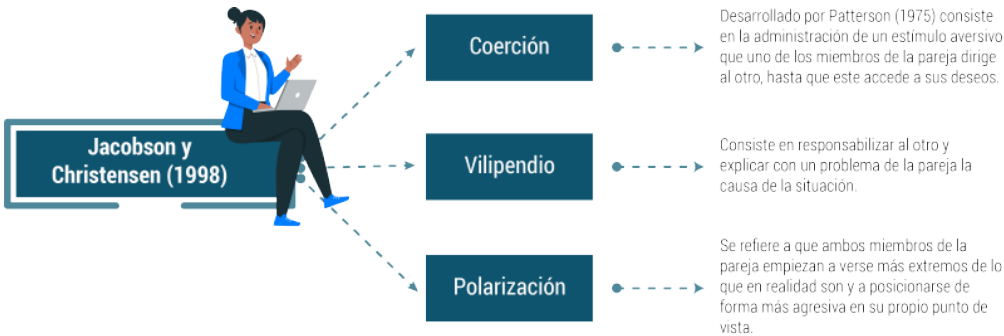 Jacobson y
Christensen (1998)
Coerción
Desarrollado por Patterson (1975) consiste
en la administración de un estímulo aversivo
que uno de los miembros de la pareja dirige
al otro, hasta que este accede a sus deseos.
Vilipendio
Consiste en responsabilizar al otro y
explicar con un problema de la pareja la
causa de la situación.
Polarización
Se refiere a que ambos miembros de la
pareja empiezan a verse más extremos de lo
que en realidad son y a posicionarse de
forma más agresiva en su propio punto de
vista.